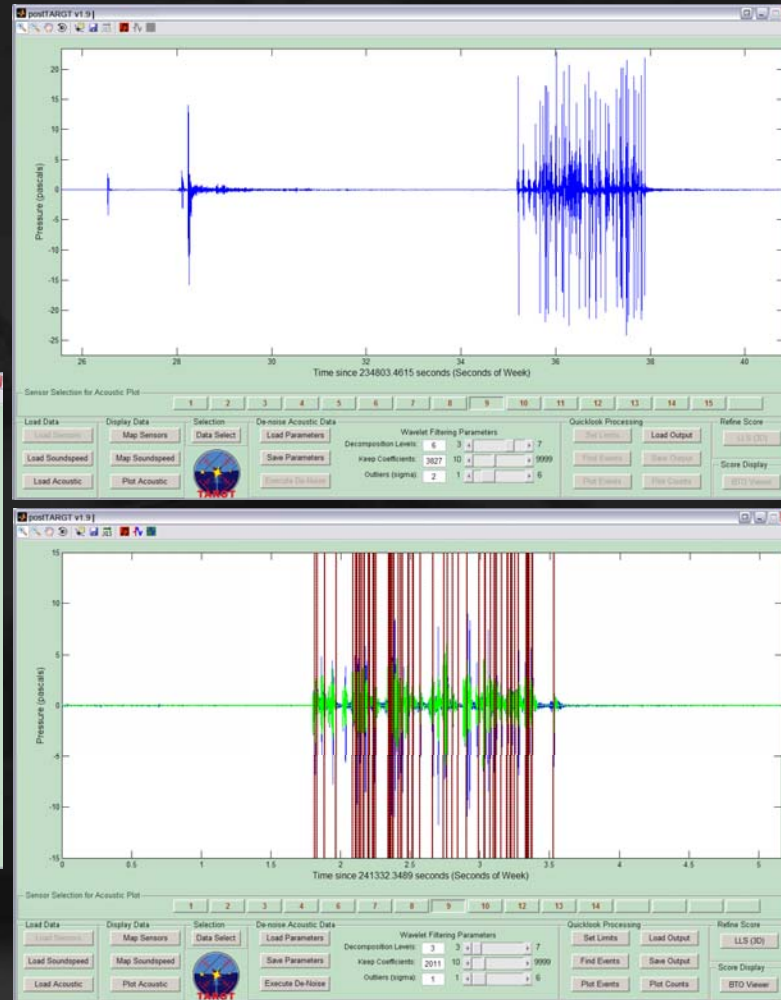 postTARGT v1.9
20
15
10
5
0
-5
-10
-15
-20
-25
Pressure (pascals)
26 28 30 32 34 36 38 40
Time since 234803.4615 seconds (Seconds of Week)
Sensor Selection for Acoustic Plot
1 2 3 4 5 6 7 8 9 10 11 12 13 14 15
Load Data Display Data Selection De-noise Acoustic Data Quicklook Processing Refine Score
Load Sensors Map Sensors Data Select Load Parameters Wavelet Filtering Parameters Set Limits Load Output LLS (3D)
Decomposition Levels: 6 3 7
Load Soundspeed Map Soundspeed Save Parameters Keep Coefficients: 3827 10 9999 Find Events Save Output Score Display
Load Acoustic Plot Acoustic TARGT Execute De-Noise Outliers (sigma): 2 1 6 Plot Events Plot Counts BTO Viewer
postTARGT v1.9
15
10
5
0
-5
-10
-15
Pressure (pascals)
0 0.5 1 1.5 2 2.5 3 3.5 4 4.5 5
Time since 241332.3489 seconds (Seconds of Week)
Sensor Selection for Acoustic Plot
1 2 3 4 5 6 7 8 9 10 12 13 14
Load Data Display Data Selection De-noise Acoustic Data Quicklook Processing Refine Score
Load Sensors Map Sensors Data Select Load Parameters Wavelet Filtering Parameters Set Limits Load Output LLS (3D)
Decomposition Levels: 3 3 7
Load Soundspeed Map Soundspeed Save Parameters Keep Coefficients: 2011 10 9999 Find Events Save Output Score Display
Load Acoustic Plot Acoustic TARGT Execute De-Noise Outliers (sigma): 1 1 6 Plot Events Plot Counts BTO Viewer